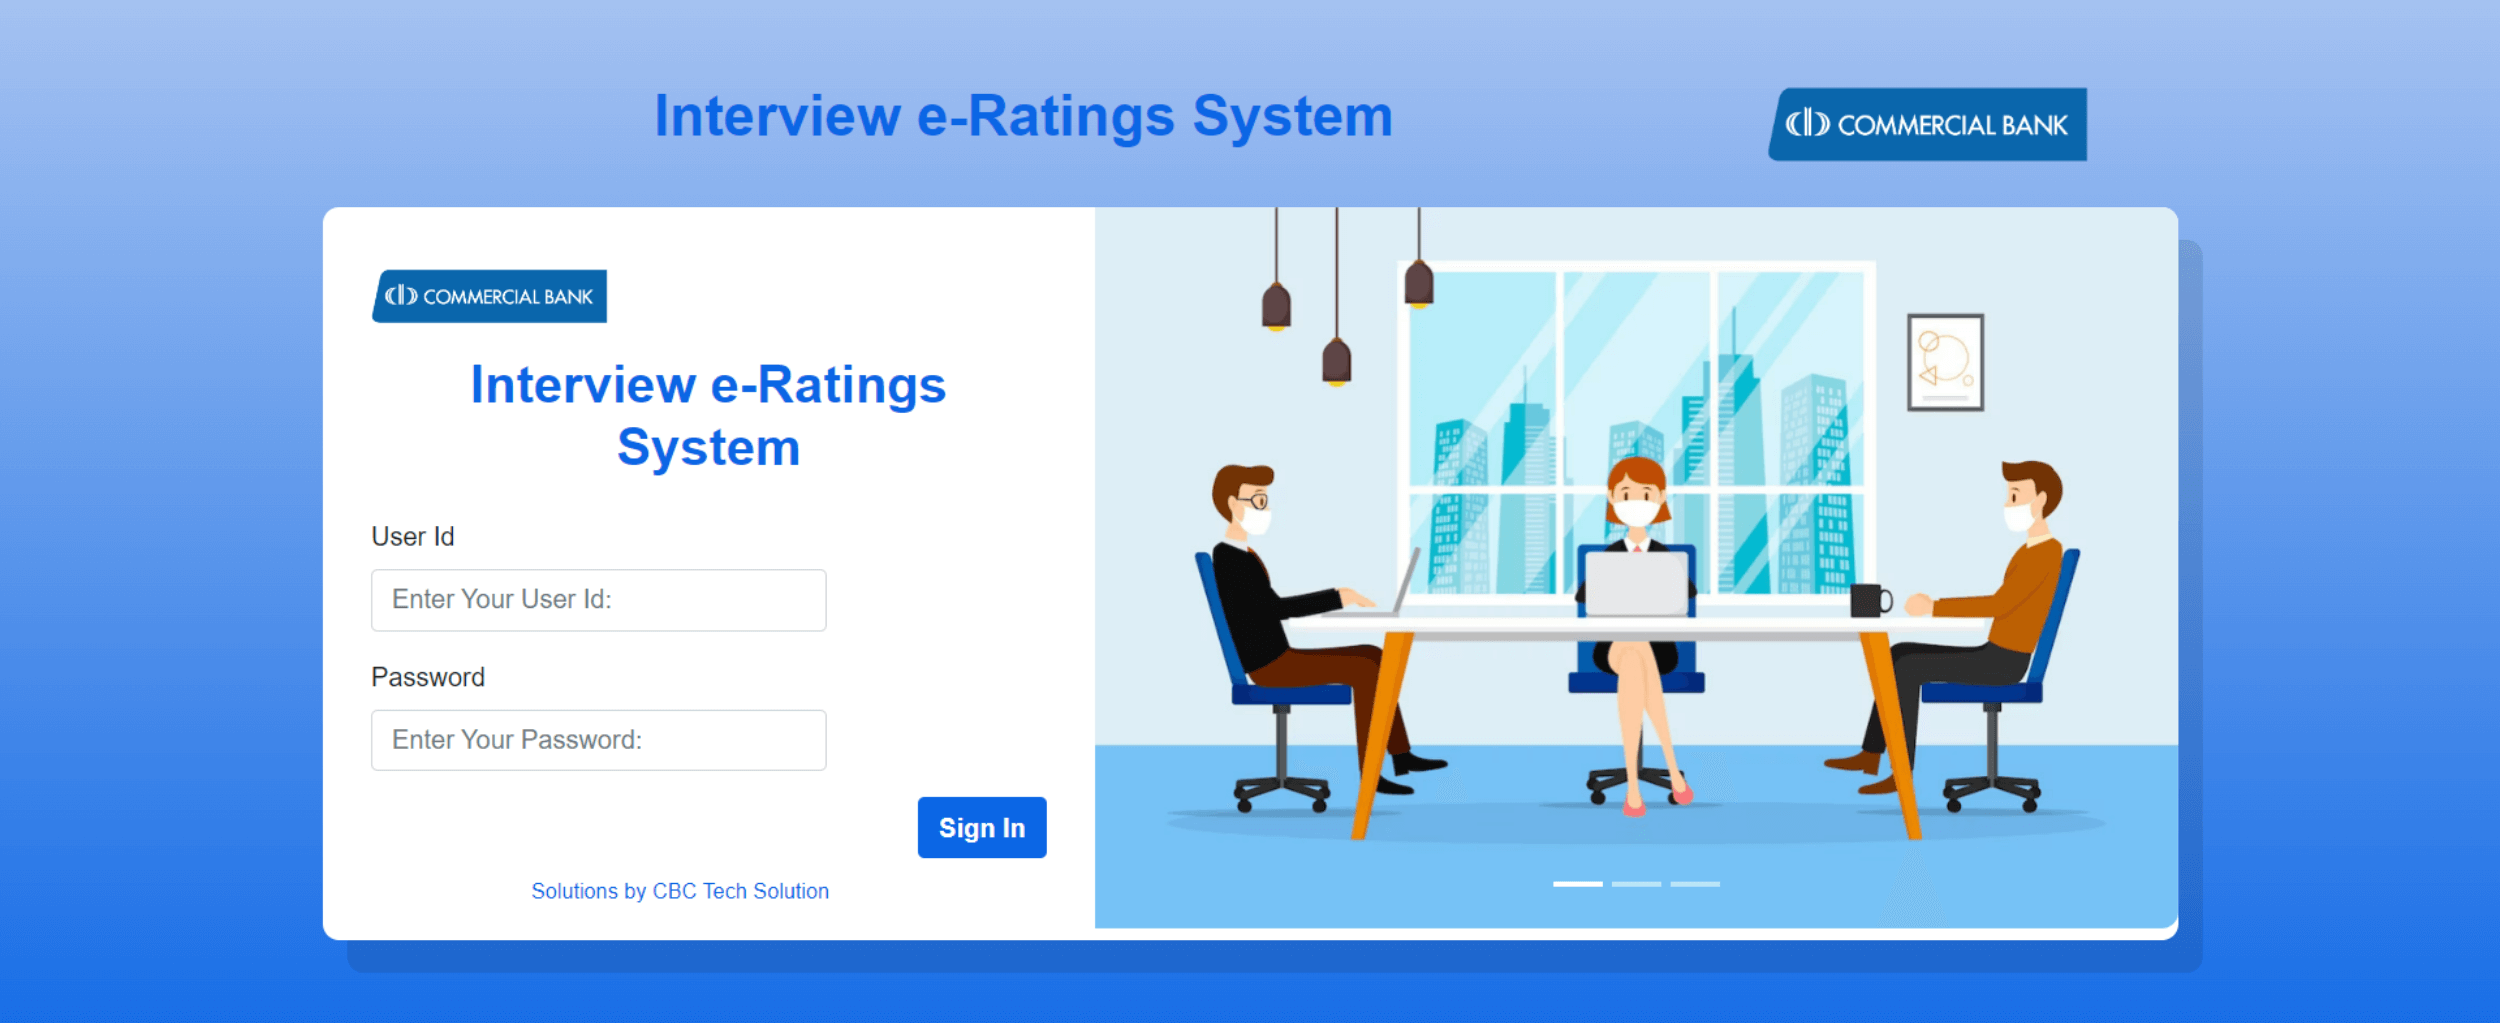 Interview e-Ratings System
COMMERCIAL BANK
COMMERCIAL BANK
Interview e-Ratings
System
User Id
Enter Your User Id:
Password
Enter Your Password:
Sign In
Solutions by CBC Tech Solution